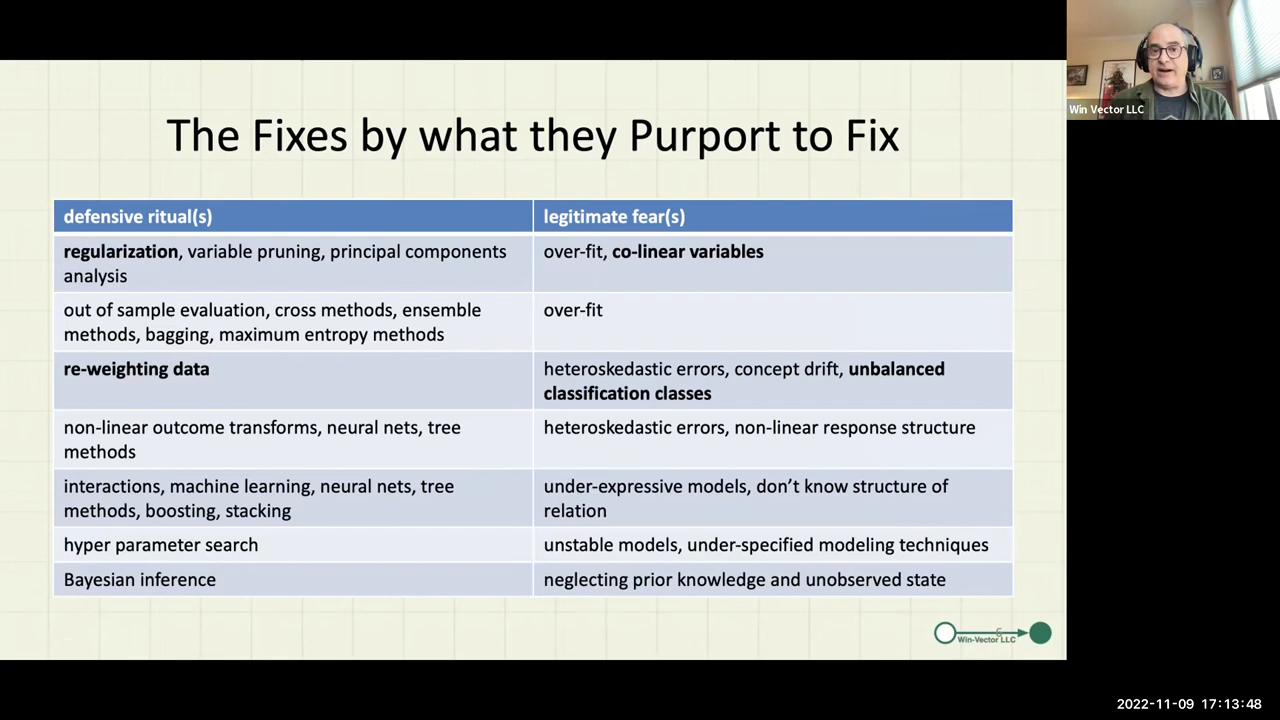 The Fixes by what they Purport to Fix
defensive ritual(s)
legitimate fear(s)
regularization, variable pruning, principal components
analysis
over-fit, co-linear variables
out of sample evaluation, cross methods, ensemble
methods, bagging, maximum entropy methods
over-fit
re-weighting data
heteroskedastic errors, concept drift, unbalanced
classification classes
non-linear outcome transforms, neural nets, tree
methods
heteroskedastic errors, non-linear response structure
interactions, machine learning, neural nets, tree
methods, boosting, stacking
under-expressive models, don’t know structure of
relation
hyper parameter search
unstable models, under-specified modeling techniques
Bayesian inference
neglecting prior knowledge and unobserved state
6
Win-Vector LLC
Win Vector LLC
2022-11-09 17:13:48